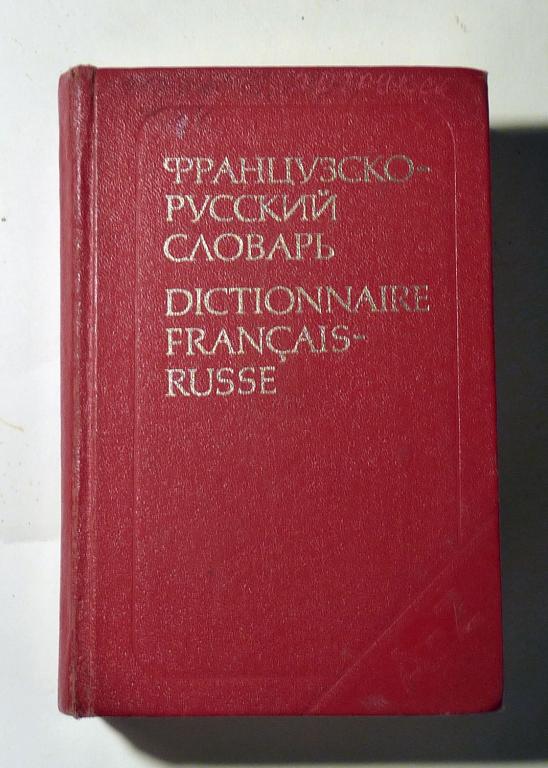 ФРАНЦУЗСКО-
РУССКИЙ
СЛОВАРЬ
DICTIONNAIRE
FRANÇAIS-
RUSSE